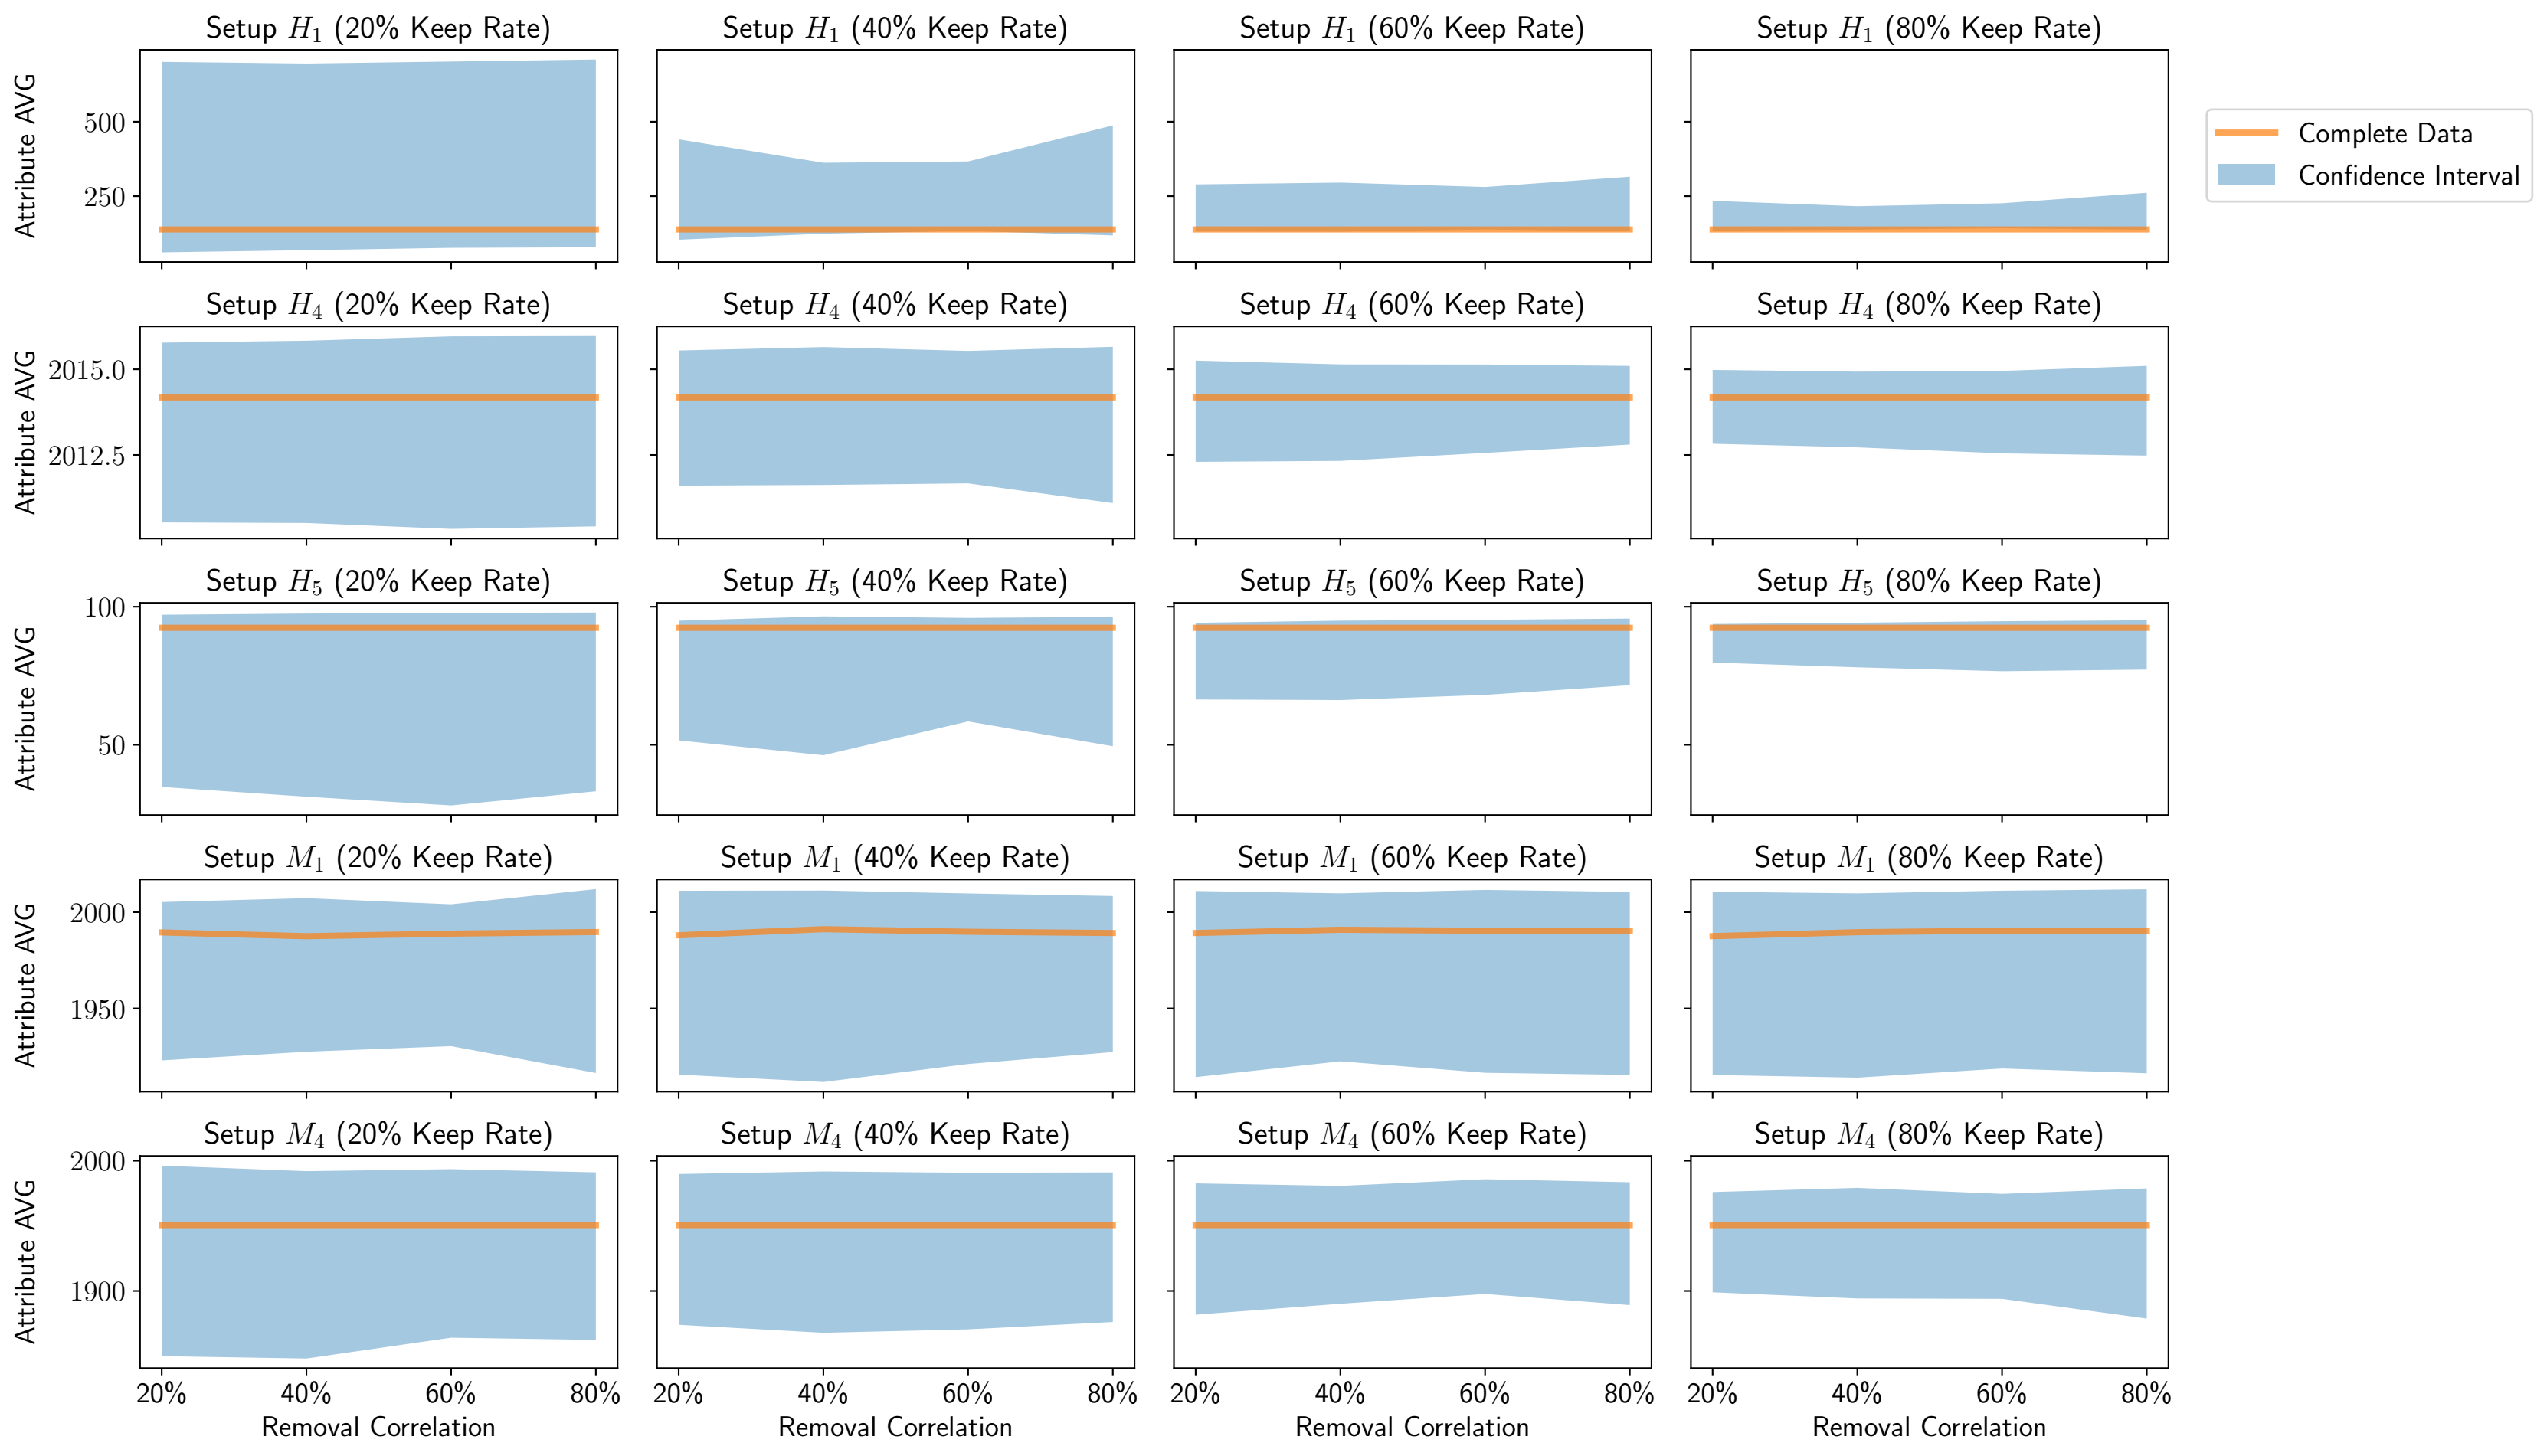 Setup H₁ (20% Keep Rate)
Setup H₁ (40% Keep Rate)
Setup H₁ (60% Keep Rate)
Setup H₁ (80% Keep Rate)
Attribute AVG
500
250
Complete Data
Confidence Interval
Setup H₄ (20% Keep Rate)
Setup H₄ (40% Keep Rate)
Setup H₄ (60% Keep Rate)
Setup H₄ (80% Keep Rate)
Attribute AVG
2015.0
2012.5
Setup H₅ (20% Keep Rate)
Setup H₅ (40% Keep Rate)
Setup H₅ (60% Keep Rate)
Setup H₅ (80% Keep Rate)
Attribute AVG
100
50
Setup M₁ (20% Keep Rate)
Setup M₁ (40% Keep Rate)
Setup M₁ (60% Keep Rate)
Setup M₁ (80% Keep Rate)
Attribute AVG
2000
1950
Setup M₄ (20% Keep Rate)
Setup M₄ (40% Keep Rate)
Setup M₄ (60% Keep Rate)
Setup M₄ (80% Keep Rate)
Attribute AVG
2000
1900
20% 40% 60% 80%
20% 40% 60% 80%
20% 40% 60% 80%
20% 40% 60% 80%
Removal Correlation
Removal Correlation
Removal Correlation
Removal Correlation